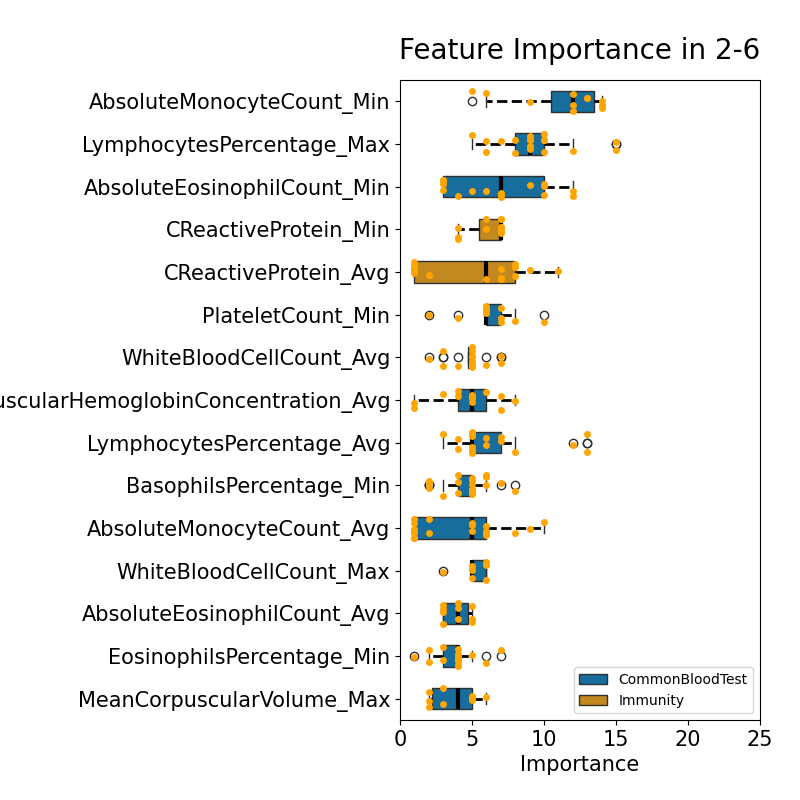 Feature Importance in 2-6
AbsoluteMonocyteCount_Min
LymphocytesPercentage_Max
AbsoluteEosinophilCount_Min
CReactiveProtein_Min
CReactiveProtein_Avg
PlateletCount_Min
WhiteBloodCellCount_Avg
uscularHemoglobinConcentration_Avg
LymphocytesPercentage_Avg
BasophilsPercentage_Min
AbsoluteMonocyteCount_Avg
WhiteBloodCellCount_Max
AbsoluteEosinophilCount_Avg
EosinophilsPercentage_Min
MeanCorpuscularVolume_Max
CommonBloodTest
Immunity
0 5 10 15 20 25
Importance